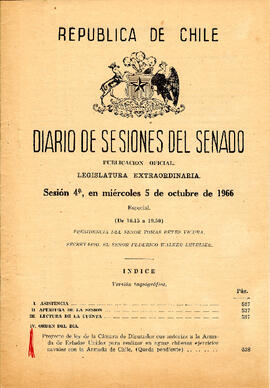 REPUBLICA DE CHILE
DIARIO DE SESIONES DEL SENADO
PUBLICACION OFICIAL.
LEGISLATURA EXTRAORDINARIA.
Sesión 4ª, en miércoles 5 de octubre de 1966
Especial.
(De 16.15 a 19.50)
PRESIDENCIA DEL SEÑOR TOMAS REYES VICUÑA.
SECRETARIO, EL SEÑOR FEDERICO WALKER LETELIER.
INDICE
Versión taquigráfica.
Pág.
I. ASISTENCIA 537
II. APERTURA DE LA SESION 537
III. LECTURA DE LA CUENTA 537
IV. ORDEN DEL DIA.
Proyecto de ley de la Cámara de Diputados que autoriza a la Arma-
da de Estados Unidos para realizar en aguas chilenas ejercicios
navales con la Armada de Chile. (Queda pendiente) 538